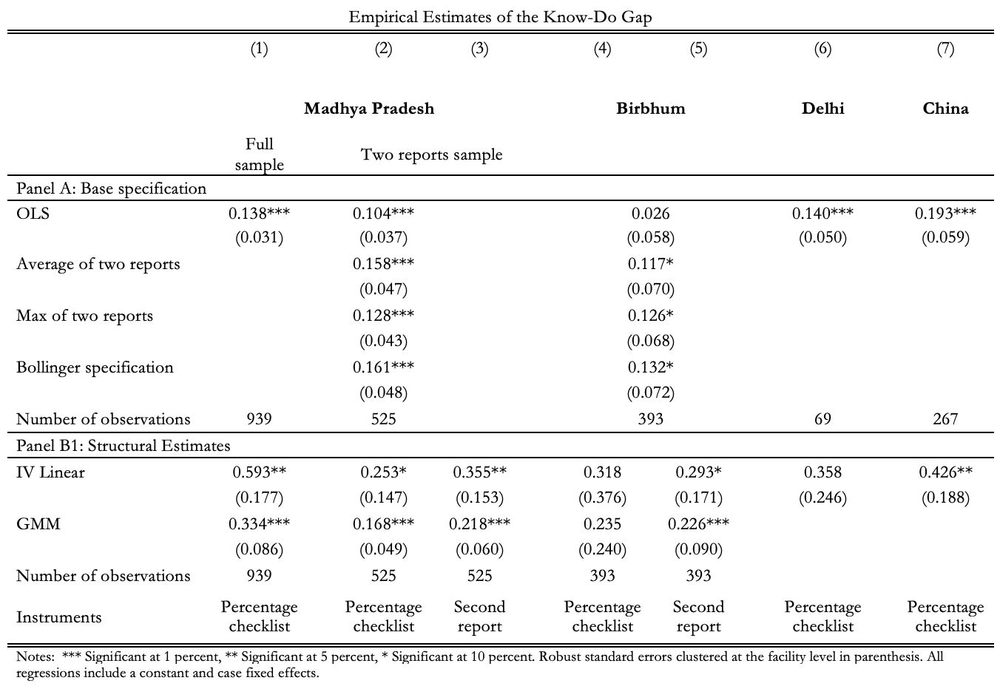 Empirical Estimates of the Know-Do Gap
(1) (2) (3) (4) (5) (6) (7)
Madhya Pradesh Birbhum Delhi China
Full sample Two reports sample
Panel A: Base specification
OLS 0.138*** 0.104*** 0.026 0.140*** 0.193***
(0.031) (0.037) (0.058) (0.050) (0.059)
Average of two reports 0.158*** 0.117*
(0.047) (0.070)
Max of two reports 0.128*** 0.126*
(0.043) (0.068)
Bollinger specification 0.161*** 0.132*
(0.048) (0.072)
Number of observations 939 525 393 69 267
Panel B1: Structural Estimates
IV Linear 0.593** 0.253* 0.355** 0.318 0.293* 0.358 0.426**
(0.177) (0.147) (0.153) (0.376) (0.171) (0.246) (0.188)
GMM 0.334*** 0.168*** 0.218*** 0.235 0.226***
(0.086) (0.049) (0.060) (0.240) (0.090)
Number of observations 939 525 525 393 393
Instruments Percentage checklist Percentage checklist Second report Percentage checklist Second report Percentage checklist Percentage checklist
Notes: *** Significant at 1 percent, ** Significant at 5 percent, * Significant at 10 percent. Robust standard errors clustered at the facility level in parenthesis. All
regressions include a constant and case fixed effects.